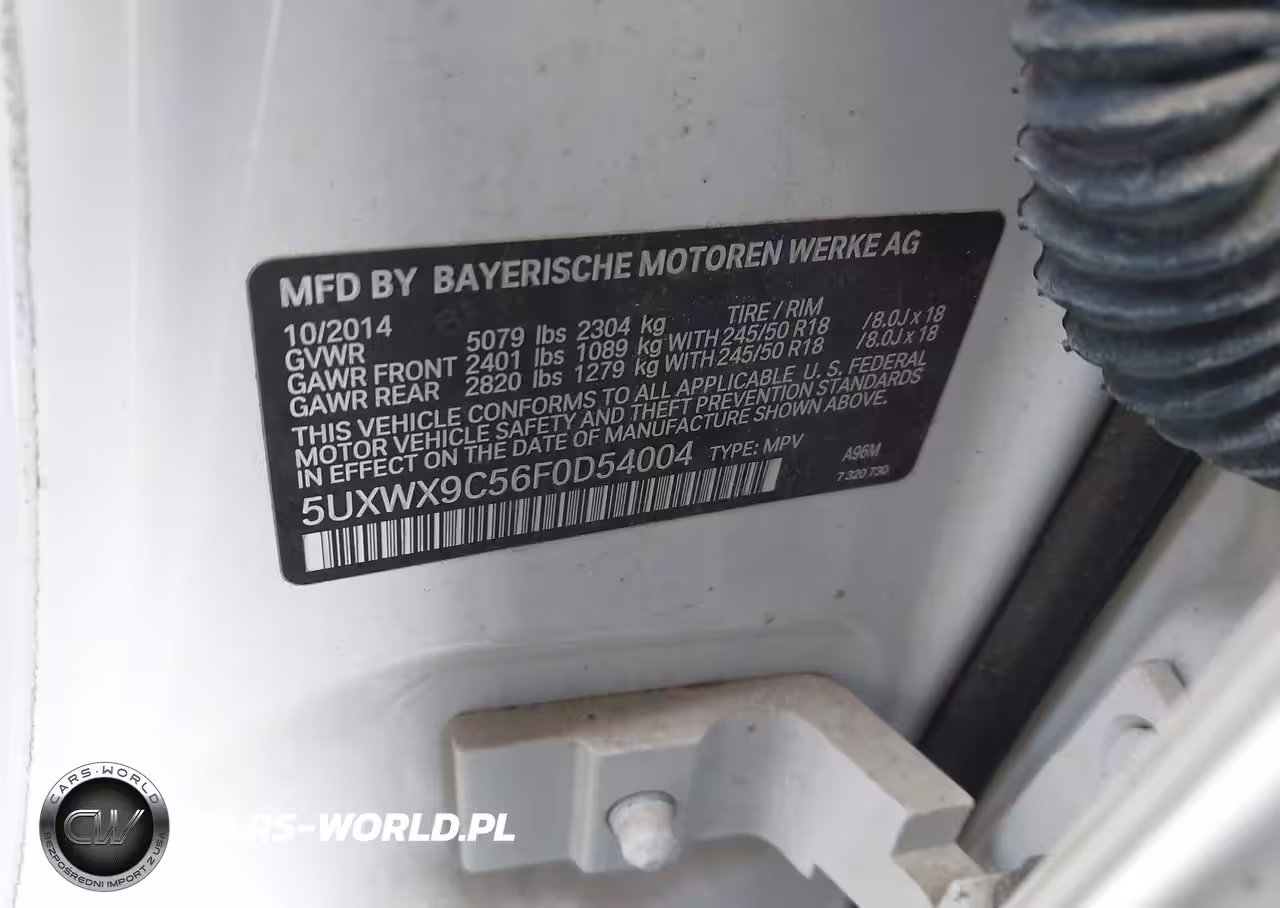 MFD BY BAYERISCHE MOTOREN WERKE AG
10/2014 TIRE / RIM
GVWR 5079 lbs 2304 kg
GAWR FRONT 2401 lbs 1089 kg WITH 245/50 R18 /8.0J x 18
GAWR REAR 2820 lbs 1279 kg WITH 245/50 R18 /8.0J x 18
THIS VEHICLE CONFORMS TO ALL APPLICABLE U. S. FEDERAL
MOTOR VEHICLE SAFETY AND THEFT PREVENTION STANDARDS
IN EFFECT ON THE DATE OF MANUFACTURE SHOWN ABOVE.
5UXWX9C56F0D54004 TYPE: MPV A96M
7 320 730
CARS-WORLD
CW
BEZPOŚREDNI IMPORT Z USA
CARS-WORLD.PL